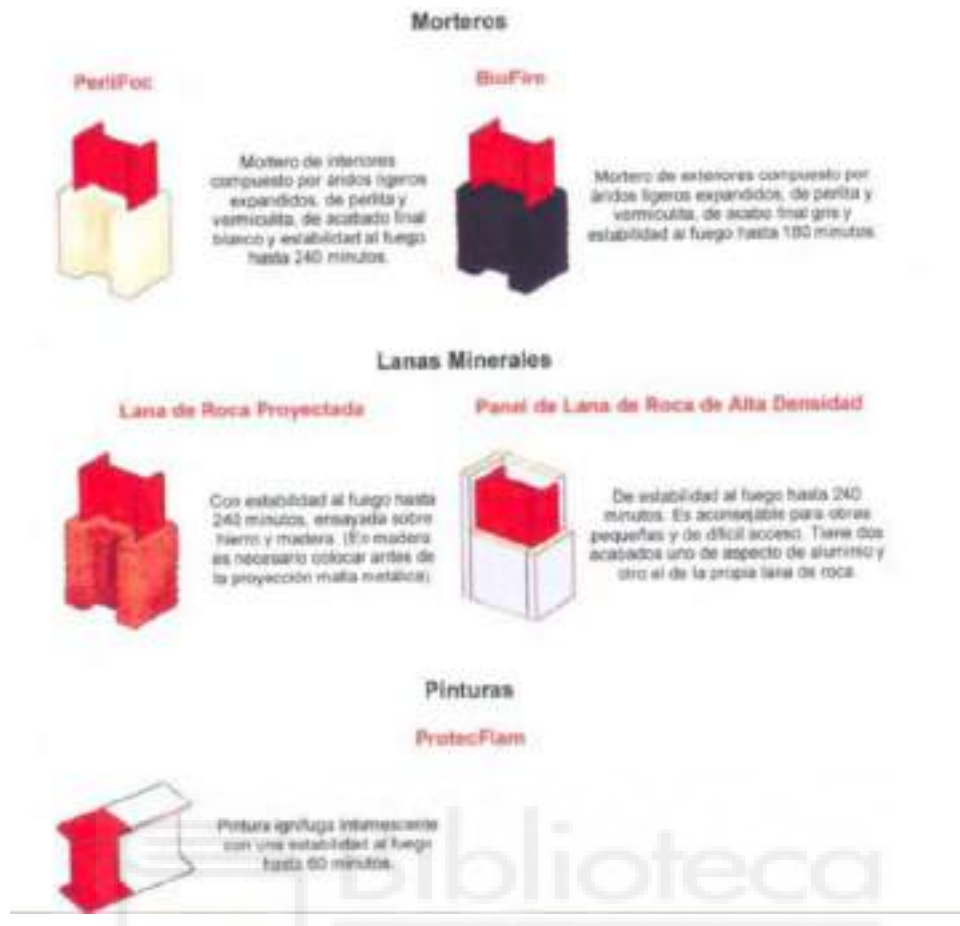 Morteros
PerliFoc
Mortero de interiores
compuesto por áridos ligeros
expandidos, de perlita y
vermiculita, de acabado final
blanco y estabilidad al fuego
hasta 240 minutos.
BioFire
Mortero de exteriores compuesto por
áridos ligeros expandidos, de perlita y
vermiculita, de acabo final gris y
estabilidad al fuego hasta 180 minutos.
Lanas Minerales
Lana de Roca Proyectada
Con estabilidad al fuego hasta
240 minutos, ensayada sobre
hierro y madera. (En madera
es necesario colocar antes de
la proyección malla metálica).
Panel de Lana de Roca de Alta Densidad
De estabilidad al fuego hasta 240
minutos. Es aconsejable para obras
pequeñas y de difícil acceso. Tiene dos
acabados uno de aspecto de aluminio y
otro el de la propia lana de roca.
Pinturas
ProtecFlam
Pintura ignífuga intumescente
con una estabilidad al fuego
hasta 60 minutos.
Biblioteca